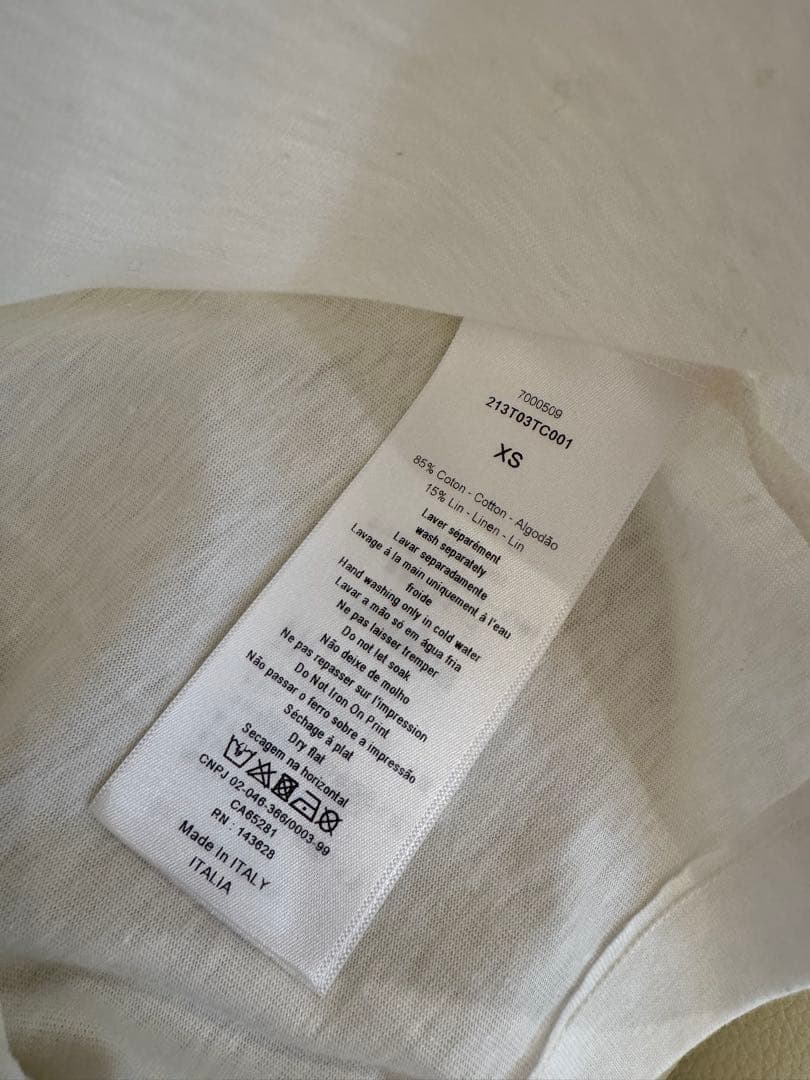 7000509
213T03TC001
XS
85% Coton - Cotton - Algodão
15% Lin - Linen - Lin
Laver séparément
wash separately
Lavar separadamente
Lavage à la main uniquement à l'eau
froide
Hand washing only in cold water
Lavar a mão só em água fria
Ne pas laisser tremper
Do not let soak
Não deixe de molho
Ne pas repasser sur l'impression
Do Not Iron On Print
Não passar o ferro sobre a impressão
Séchage á plat
Dry flat
Secagem na horizontal
CNPJ 02-046-366/0003-99
CA65281
RN : 143628
Made In ITALY
ITALIA